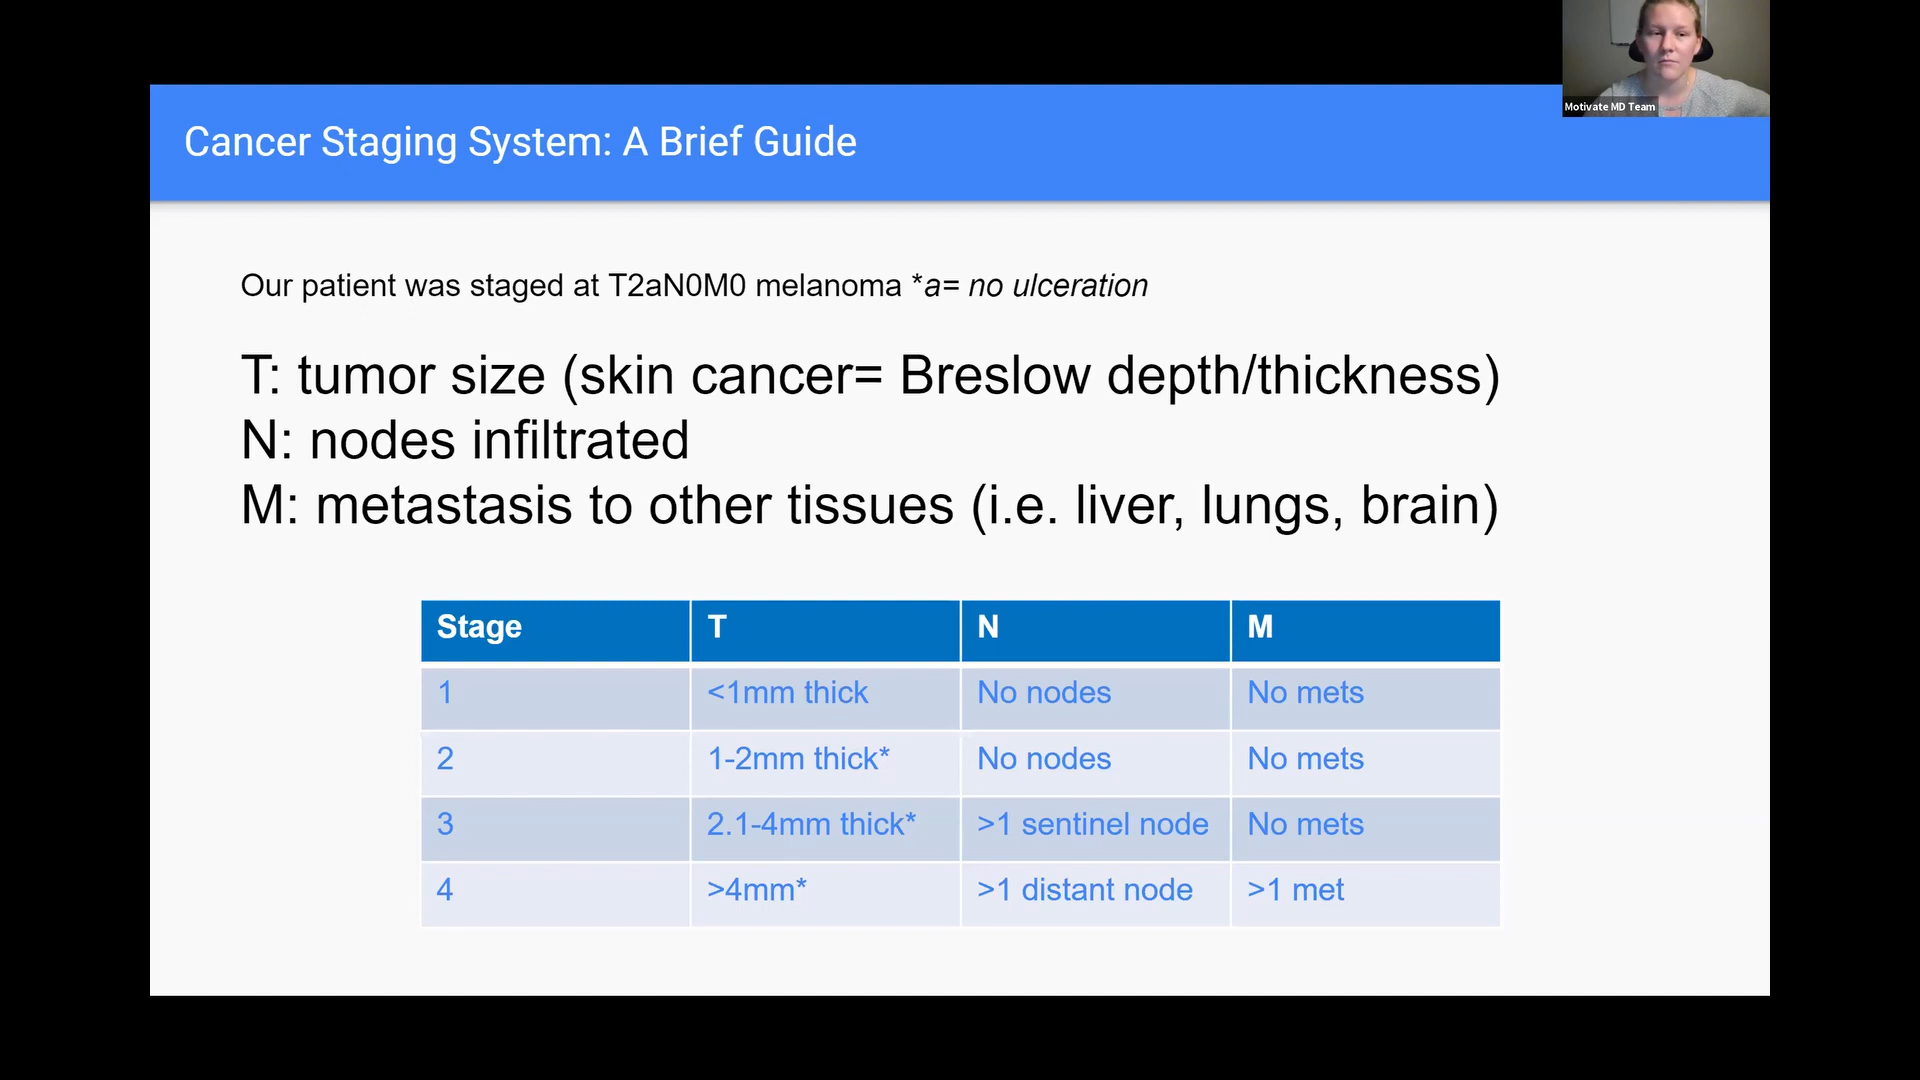 Motivate MD Team
Cancer Staging System: A Brief Guide
Our patient was staged at T2aN0M0 melanoma *a= no ulceration
T: tumor size (skin cancer= Breslow depth/thickness)
N: nodes infiltrated
M: metastasis to other tissues (i.e. liver, lungs, brain)
Stage T N M
1 <1mm thick No nodes No mets
2 1-2mm thick* No nodes No mets
3 2.1-4mm thick* >1 sentinel node No mets
4 >4mm* >1 distant node >1 met